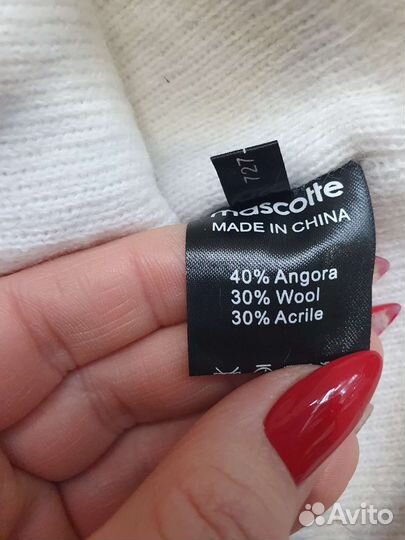 727
mascotte
MADE IN CHINA
40% Angora
30% Wool
30% Acrile
Avito